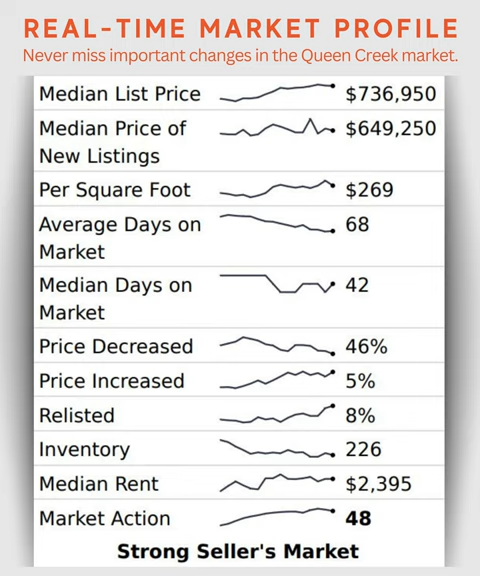 REAL-TIME MARKET PROFILE
Never miss important changes in the Queen Creek market.
Median List Price $736,950
Median Price of $649,250
New Listings
Per Square Foot $269
Average Days on 68
Market
Median Days on 42
Market
Price Decreased 46%
Price Increased 5%
Relisted 8%
Inventory 226
Median Rent $2,395
Market Action 48
Strong Seller's Market